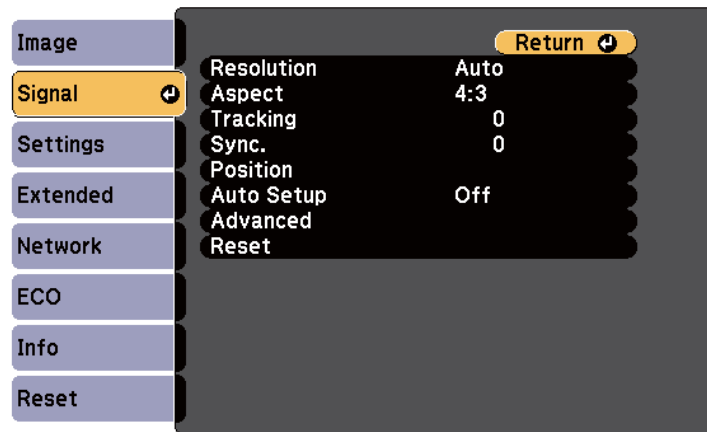 Image
Signal
Settings
Extended
Network
ECO
Info
Reset
Return
Resolution Auto
Aspect 4:3
Tracking 0
Sync. 0
Position
Auto Setup Off
Advanced
Reset